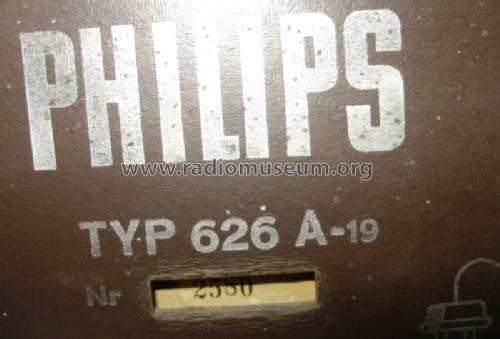 PHILIPS
www.radiomuseum.org
TYP 626 A-19
Nr 2580